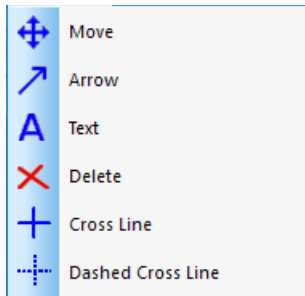 Move
Arrow
A Text
Delete
Cross Line
Dashed Cross Line